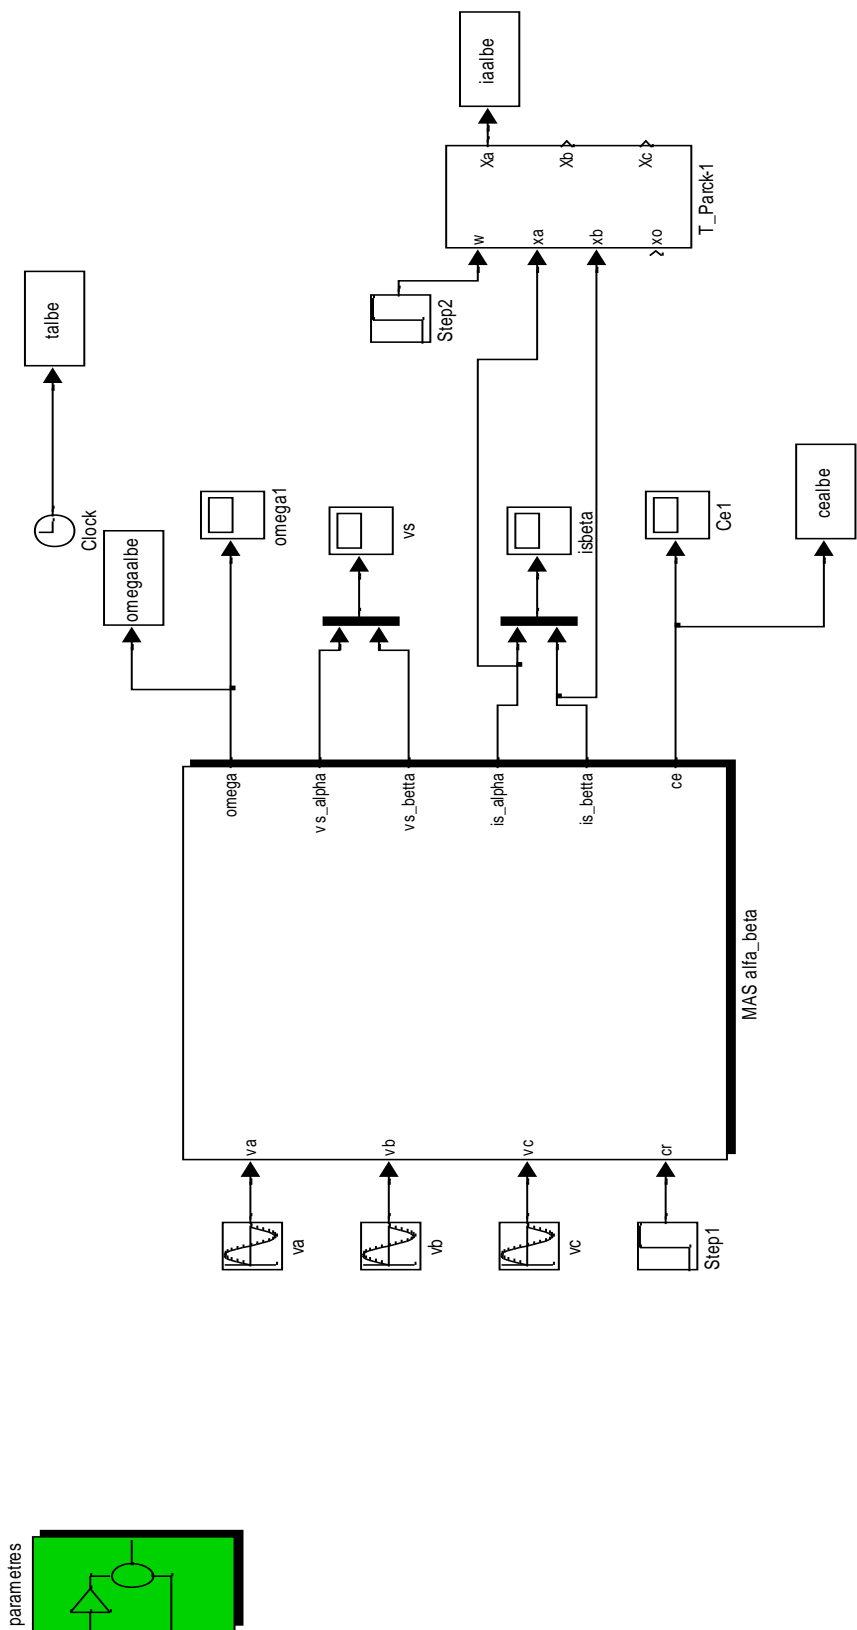 parametres
va
vb
vc
Step1
va
vb
vc
cr
MAS alfa_beta
omega
vs_alpha
vs_betta
is_alpha
is_betta
ce
omegaalbe
Clock
talbe
omega1
vs
isbeta
Ce1
cealbe
Step2
w
xa
xb
xo
Xa
Xb
Xc
T_Parck-1
iaalbe